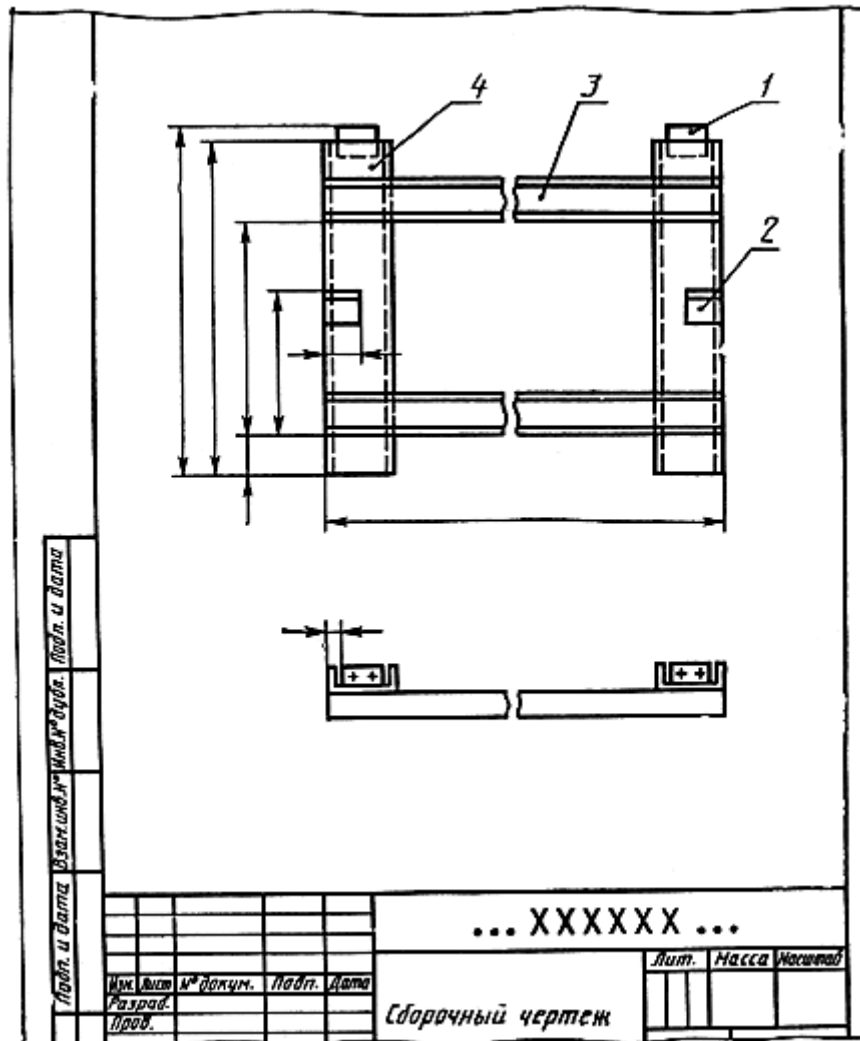 4
3
1
2
Подп. и дата
Инв.№ дубл.
Взам.инв.№
Подп. и дата
... XXXXXX ...
Лит. Масса Масштаб
Изм. Лист № докум. Подп. Дата
Разраб.
Пров.
Сборочный чертеж